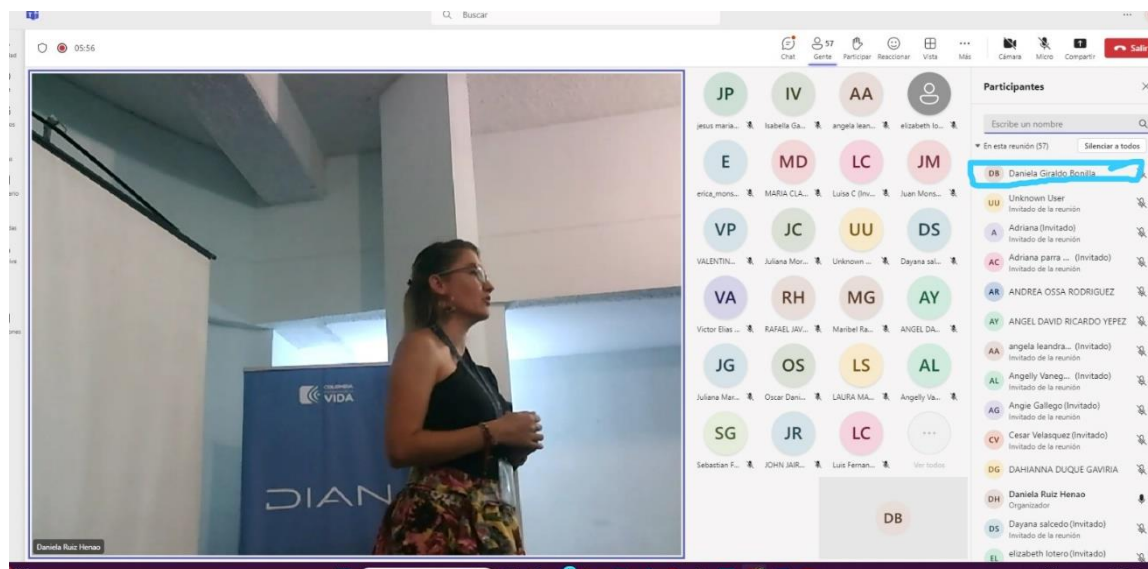 Buscar
05:56
Chat
57
Gente
Participar
Reaccionar
Vista
Más
Cámara
Micro
Compartir
Salir
JP
IV
AA
jesus maria...
Isabella Ga...
angela lean...
elizabeth lo...
E
MD
LC
JM
erica_mons...
MARIA CLA...
Luisa C (Inv...
Juan Mons...
VP
JC
UU
DS
VALENTIN...
Juliana Mor...
Unknown ...
Dayana sal...
VA
RH
MG
AY
Victor Elias ...
RAFAEL JAV...
Maribel Ra...
ANGEL DA...
JG
OS
LS
AL
Juliana Mar...
Oscar Dani...
LAURA MA...
Angelly Va...
SG
JR
LC
...
Sebastian F...
JOHN JAIR...
Luis Fernan...
Ver todos
DB
COLOMBIA
VIDA
DIAN
Daniela Ruiz Henao
Participantes
Escribe un nombre
En esta reunión (57)
Silenciar a todos
DB Daniela Giraldo Bonilla
UU Unknown User
Invitado de la reunión
A Adriana (Invitado)
Invitado de la reunión
AC Adriana parra ... (Invitado)
Invitado de la reunión
AR ANDREA OSSA RODRIGUEZ
AY ANGEL DAVID RICARDO YEPEZ
AA angela leandra... (Invitado)
Invitado de la reunión
AL Angelly Vaneg... (Invitado)
Invitado de la reunión
AG Angie Gallego (Invitado)
Invitado de la reunión
CV Cesar Velasquez (Invitado)
Invitado de la reunión
DG DAHIANNA DUQUE GAVIRIA
DH Daniela Ruiz Henao
Organizador
DS Dayana salcedo (Invitado)
Invitado de la reunión
EL elizabeth lotero (Invitado)
Invitado de la reunión